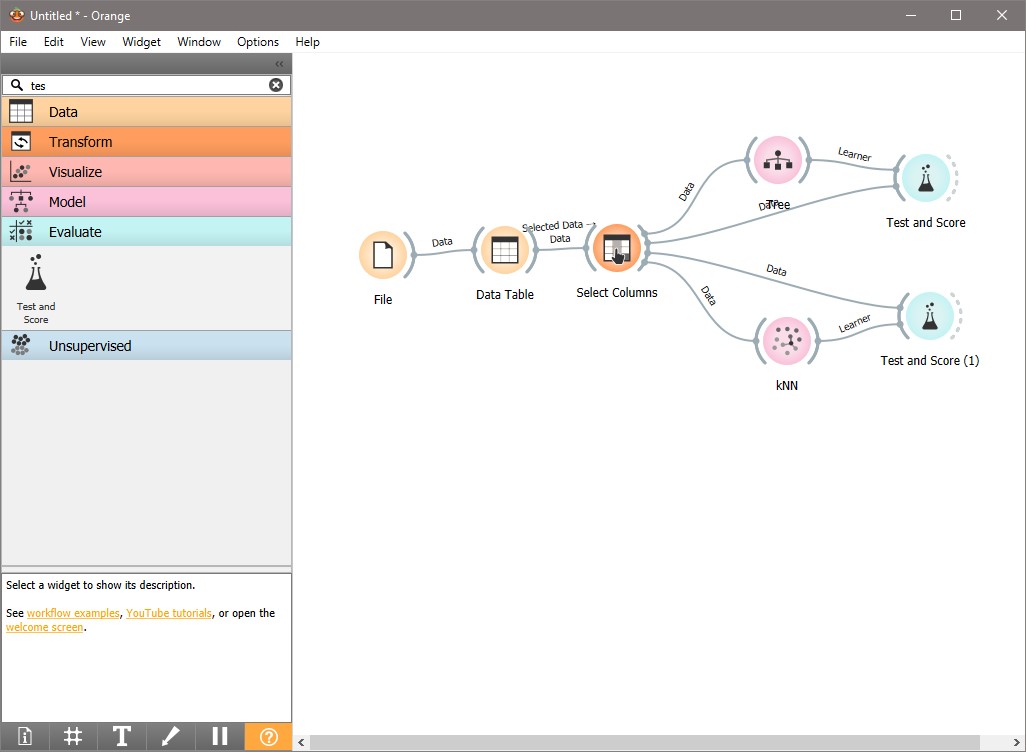 Untitled * - Orange
File Edit View Widget Window Options Help
tes
Data
Transform
Visualize
Model
Evaluate
Test and
Score
Unsupervised
Select a widget to show its description.
See workflow examples, YouTube tutorials, or open the
welcome screen.
File
Data
Data Table
Selected Data →
Data
Select Columns
Data
Tree
Learner
Data
Test and Score
Data
Data
kNN
Learner
Test and Score (1)